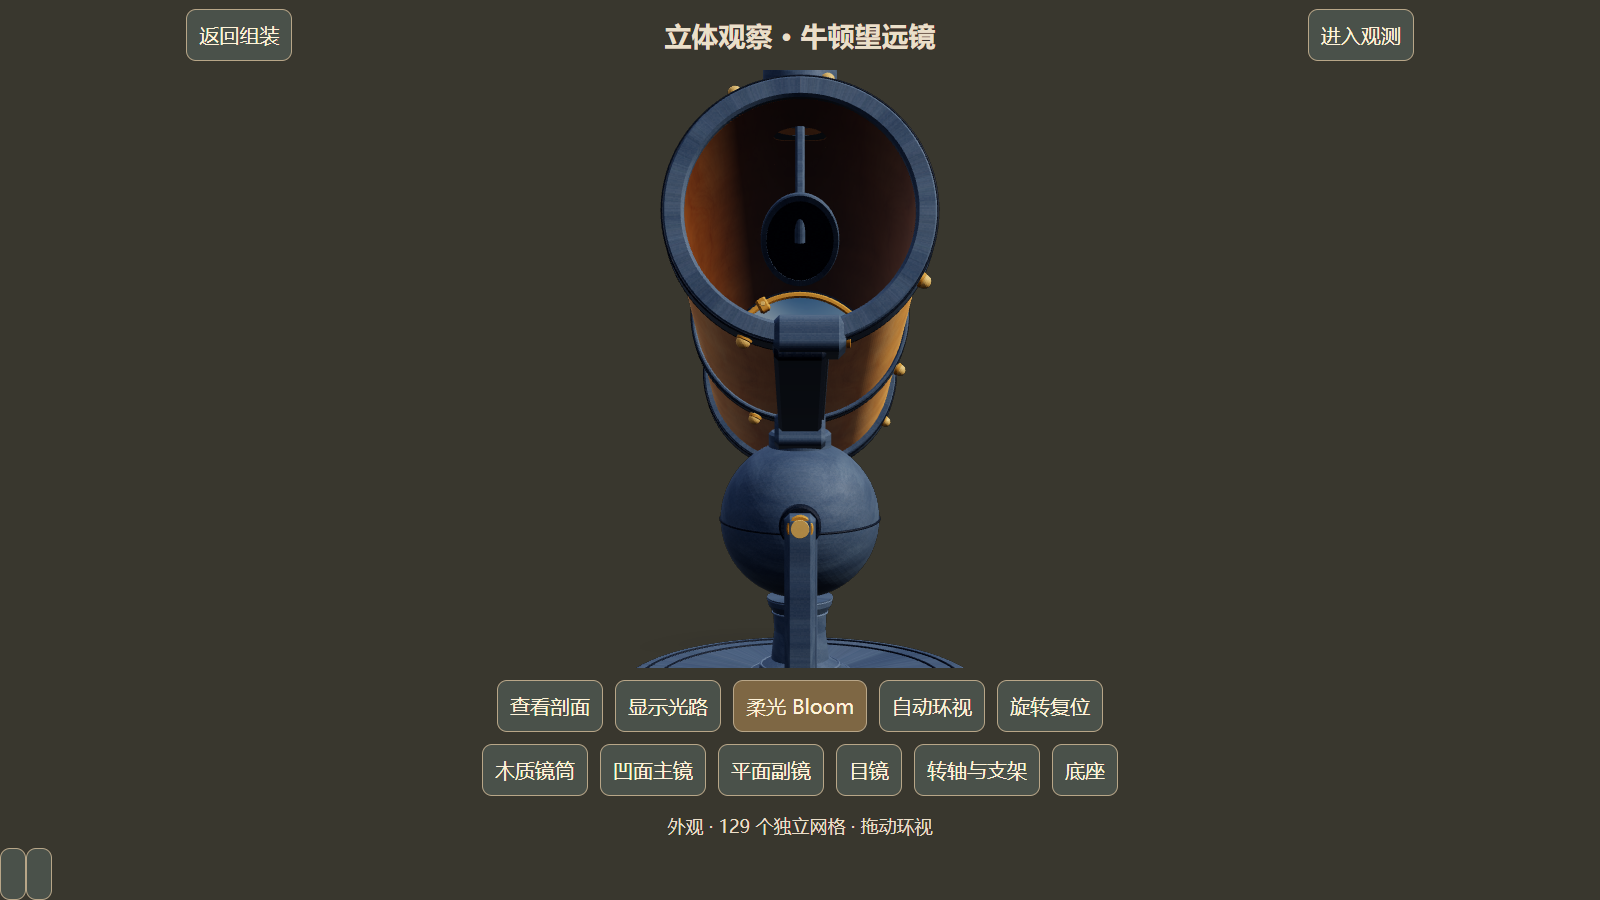 返回组装
立体观察·牛顿望远镜
进入观测
查看剖面 显示光路 柔光 Bloom 自动环视 旋转复位
木质镜筒 凹面主镜 平面副镜 目镜 转轴与支架 底座
外观 · 129 个独立网格 · 拖动环视